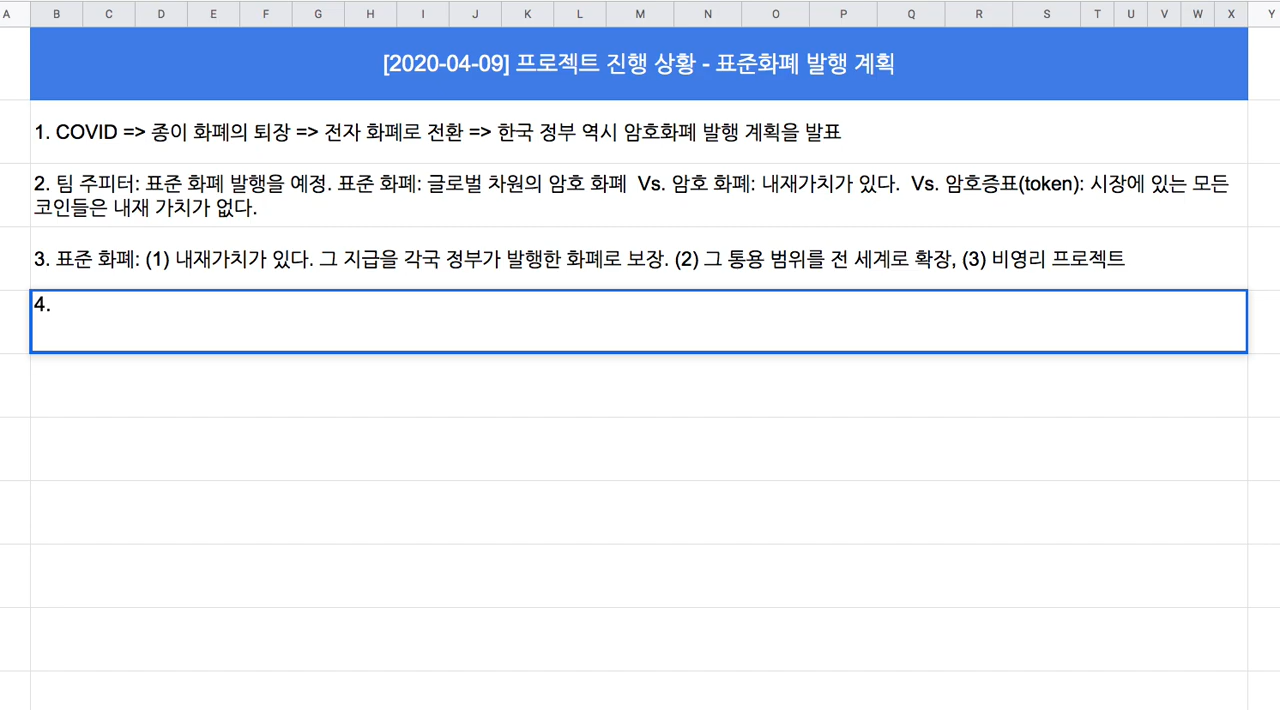 A B C D E F G H I J K L M N O P Q R S T U V W X Y
[2020-04-09] 프로젝트 진행 상황 - 표준화폐 발행 계획
1. COVID => 종이 화폐의 퇴장 => 전자 화폐로 전환 => 한국 정부 역시 암호화폐 발행 계획을 발표
2. 팀 주피터: 표준 화폐 발행을 예정. 표준 화폐: 글로벌 차원의 암호 화폐  Vs. 암호 화폐: 내재가치가 있다.  Vs. 암호증표(token): 시장에 있는 모든
코인들은 내재 가치가 없다.
3. 표준 화폐: (1) 내재가치가 있다. 그 지급을 각국 정부가 발행한 화폐로 보장. (2) 그 통용 범위를 전 세계로 확장, (3) 비영리 프로젝트
4.